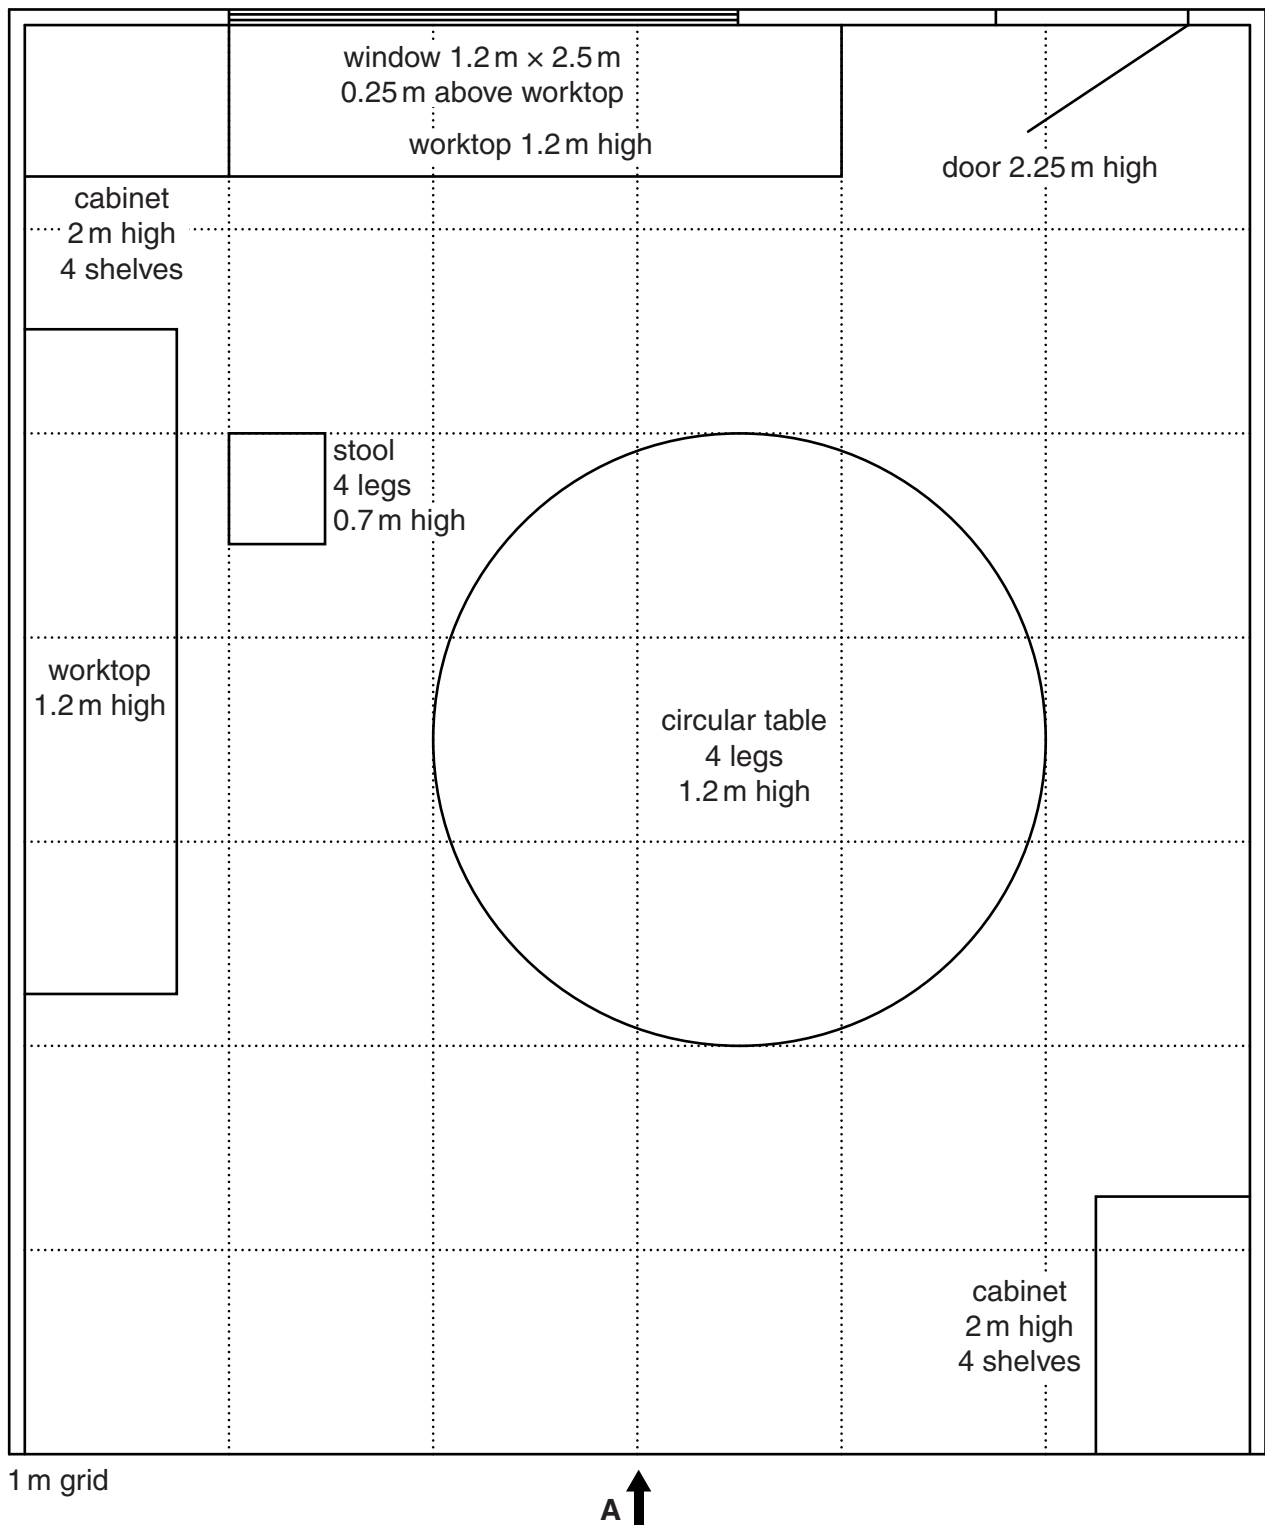 window 1.2 m × 2.5 m
0.25 m above worktop
worktop 1.2 m high
door 2.25 m high
cabinet
2 m high
4 shelves
stool
4 legs
0.7 m high
worktop
1.2 m high
circular table
4 legs
1.2 m high
cabinet
2 m high
4 shelves
1 m grid
A